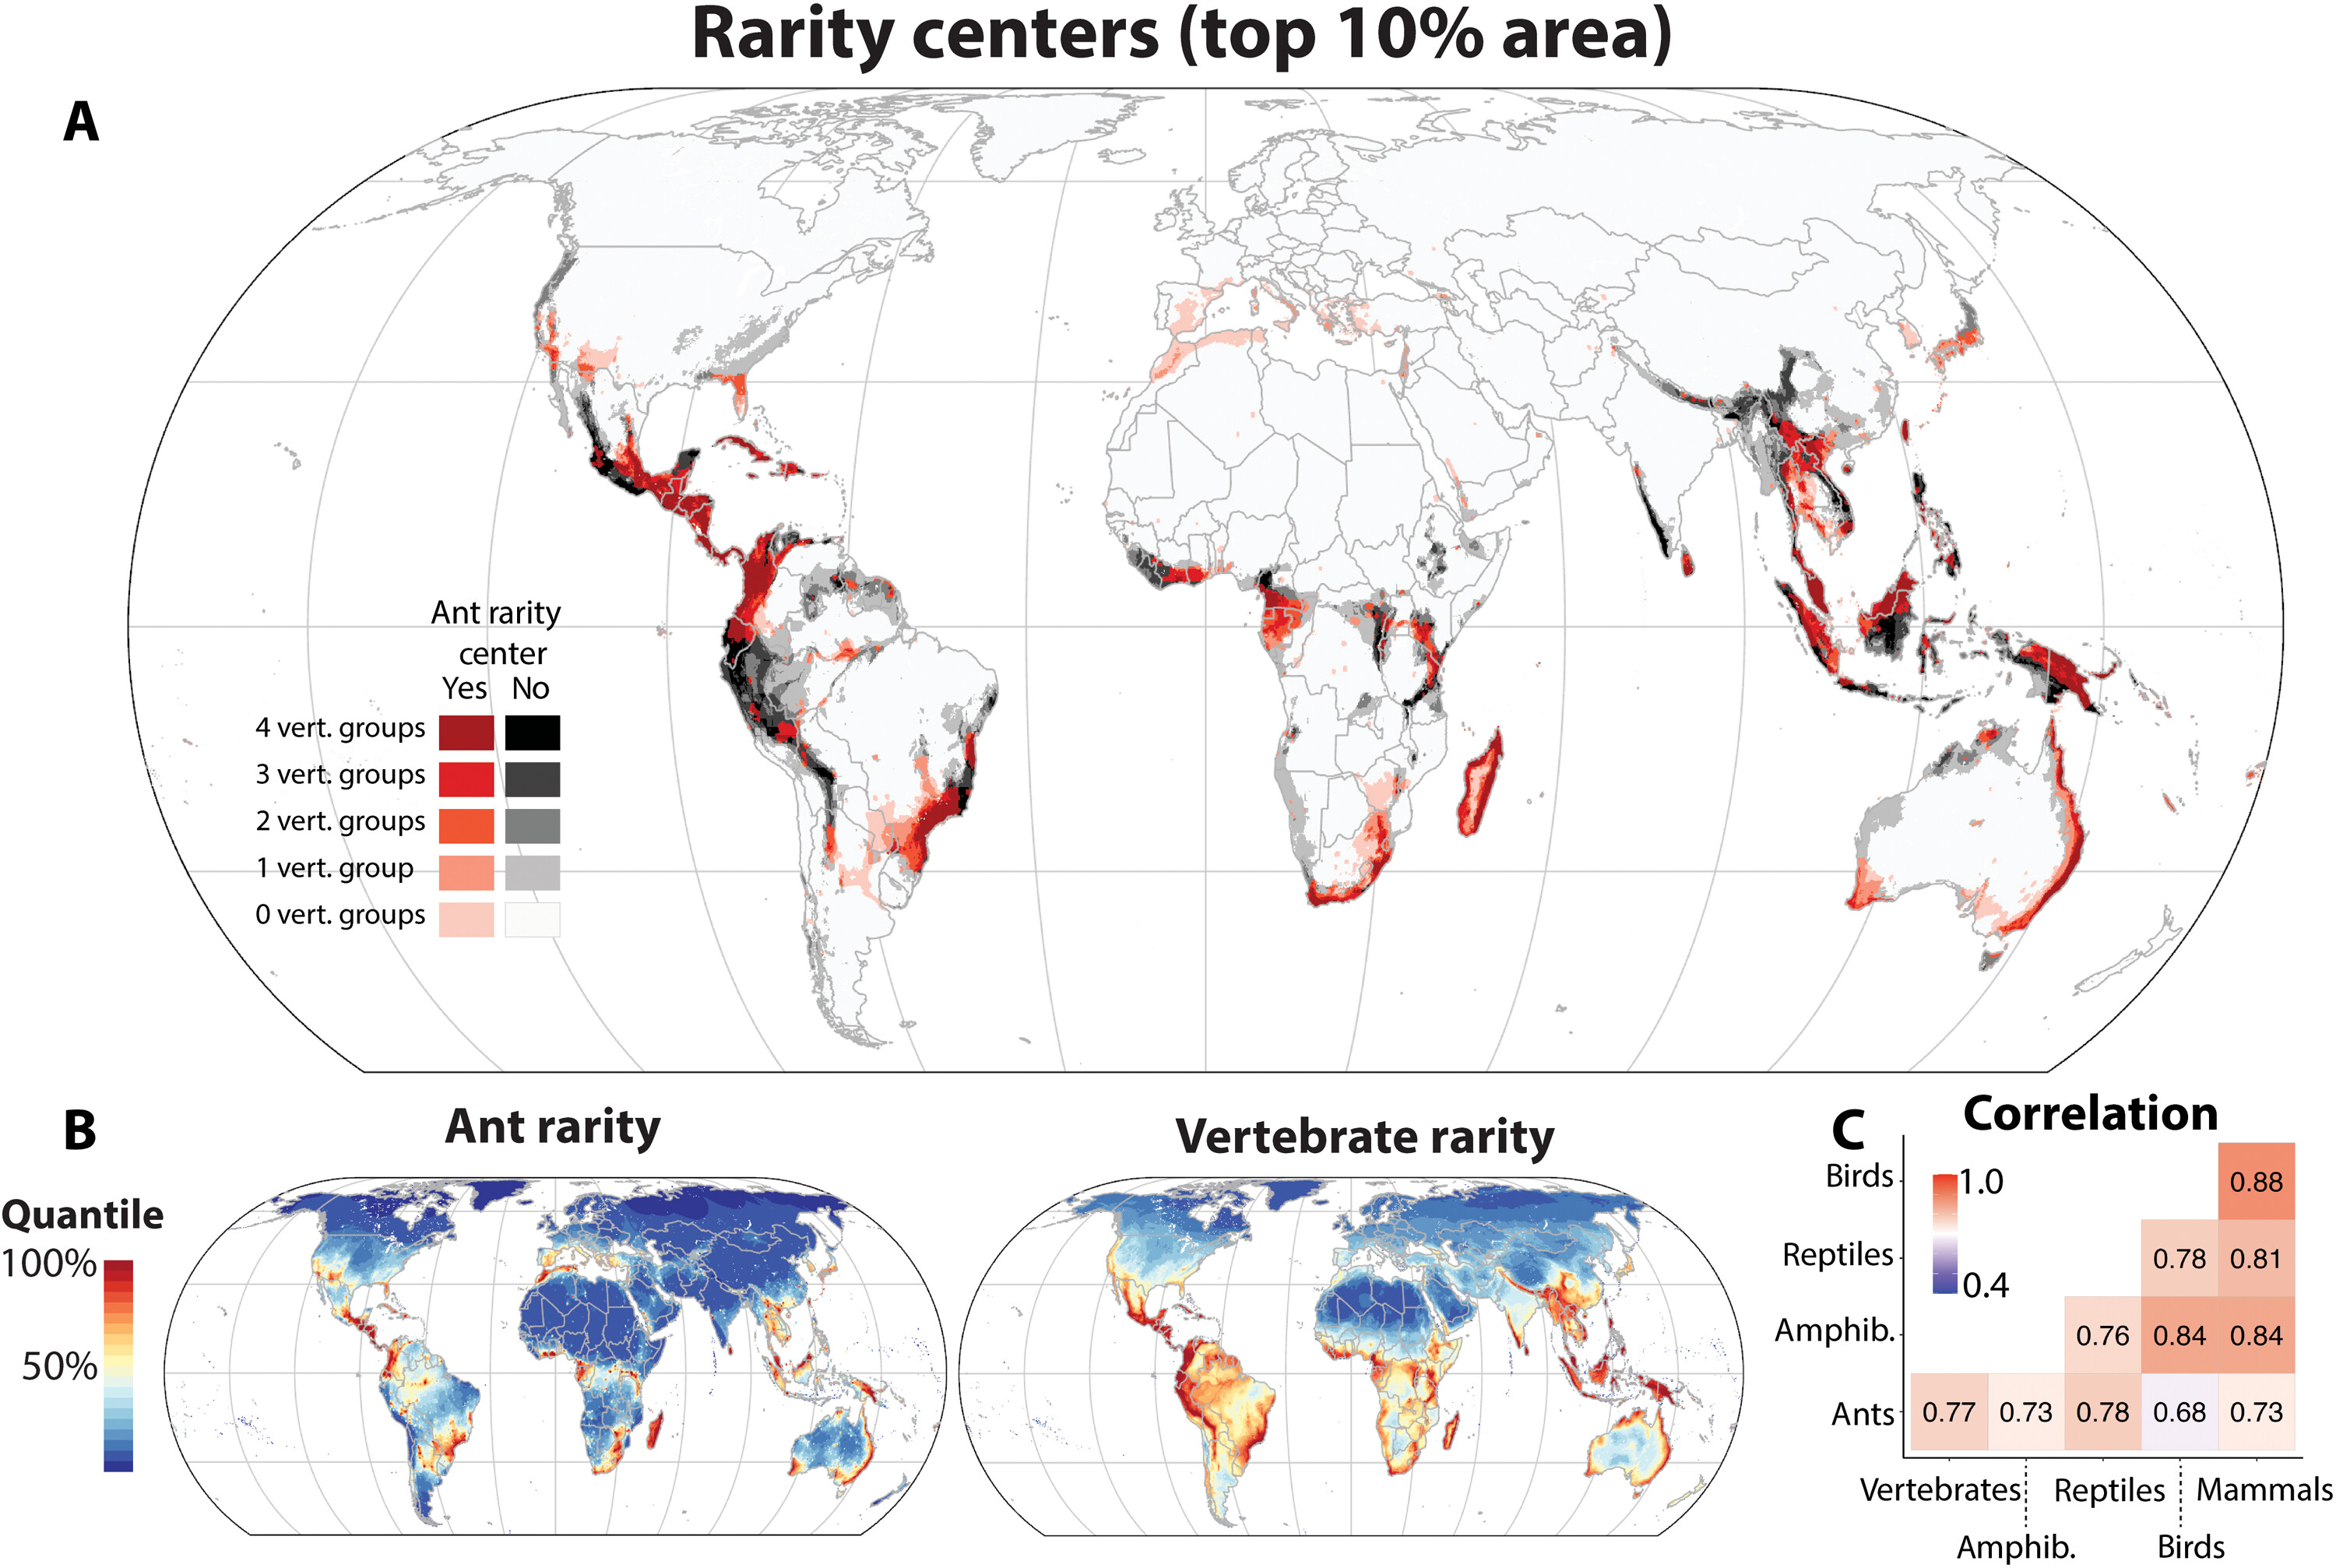 Rarity centers (top 10% area)
A
Ant rarity
center
Yes No
4 vert. groups
3 vert. groups
2 vert. groups
1 vert. group
0 vert. groups
B
Ant rarity
Vertebrate rarity
Quantile
100%
50%
C
Correlation
1.0
0.4
Birds
0.88
Reptiles
0.78 0.81
Amphib.
0.76 0.84 0.84
Ants
0.77 0.73 0.78 0.68 0.73
Vertebrates Reptiles Mammals
Amphib. Birds